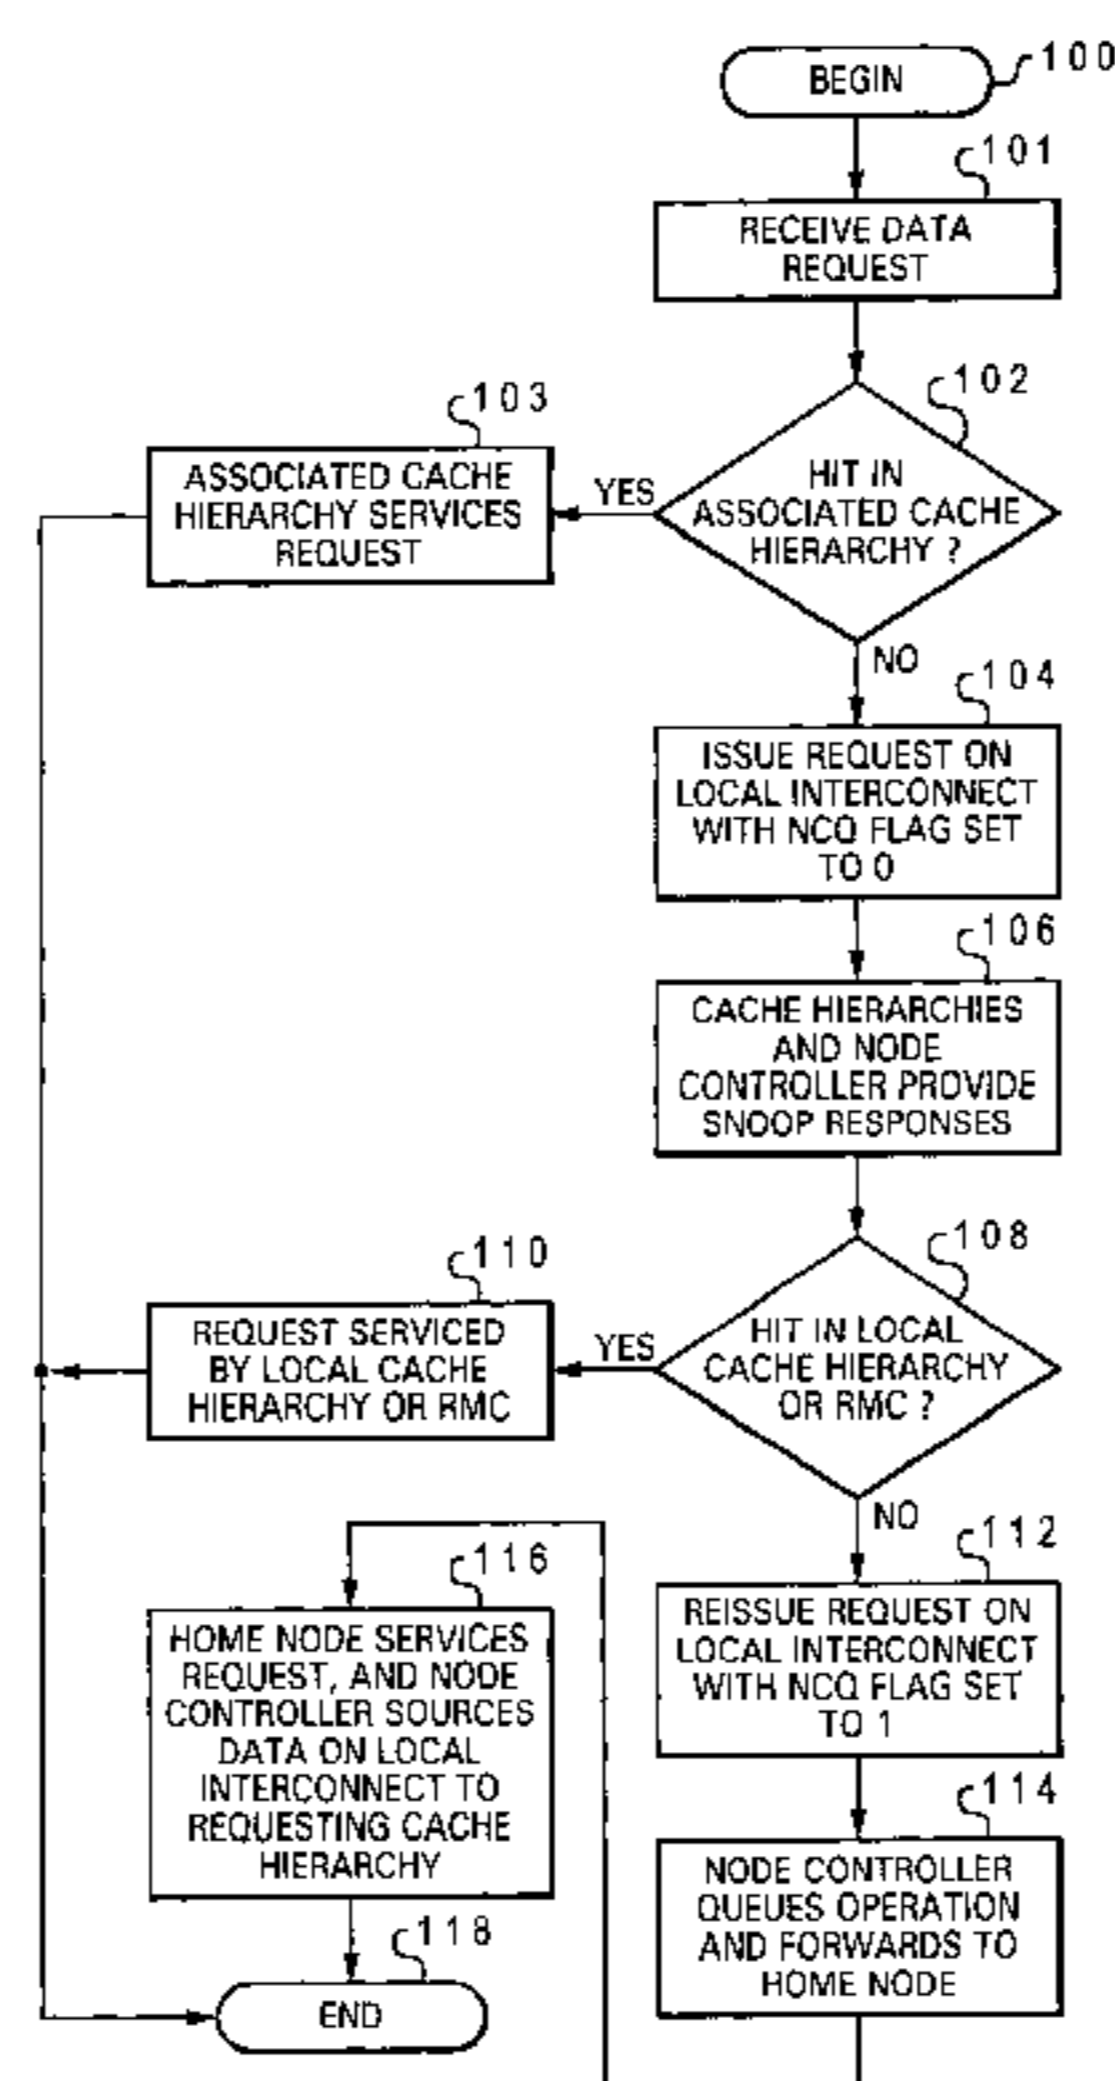 BEGIN
100
101
RECEIVE DATA
REQUEST
102
HIT IN
ASSOCIATED CACHE
HIERARCHY ?
YES
103
ASSOCIATED CACHE
HIERARCHY SERVICES
REQUEST
NO
104
ISSUE REQUEST ON
LOCAL INTERCONNECT
WITH NCQ FLAG SET
TO 0
106
CACHE HIERARCHIES
AND NODE
CONTROLLER PROVIDE
SNOOP RESPONSES
108
HIT IN LOCAL
CACHE HIERARCHY
OR RMC ?
YES
110
REQUEST SERVICED
BY LOCAL CACHE
HIERARCHY OR RMC
NO
112
REISSUE REQUEST ON
LOCAL INTERCONNECT
WITH NCQ FLAG SET
TO 1
114
NODE CONTROLLER
QUEUES OPERATION
AND FORWARDS TO
HOME NODE
116
HOME NODE SERVICES
REQUEST, AND NODE
CONTROLLER SOURCES
DATA ON LOCAL
INTERCONNECT TO
REQUESTING CACHE
HIERARCHY
118
END